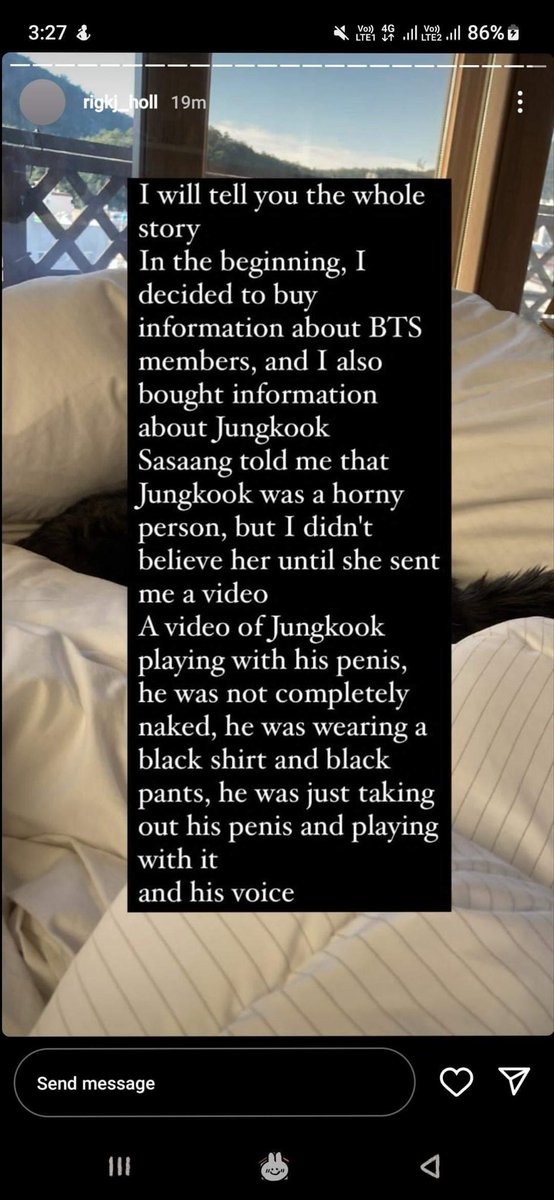 3:27
Vo)) LTE1 4G Vo)) LTE2 86%
rigkj_holl 19m
I will tell you the whole
story
In the beginning, I
decided to buy
information about BTS
members, and I also
bought information
about Jungkook
Sasaang told me that
Jungkook was a horny
person, but I didn't
believe her until she sent
me a video
A video of Jungkook
playing with his penis,
he was not completely
naked, he was wearing a
black shirt and black
pants, he was just taking
out his penis and playing
with it
and his voice
Send message